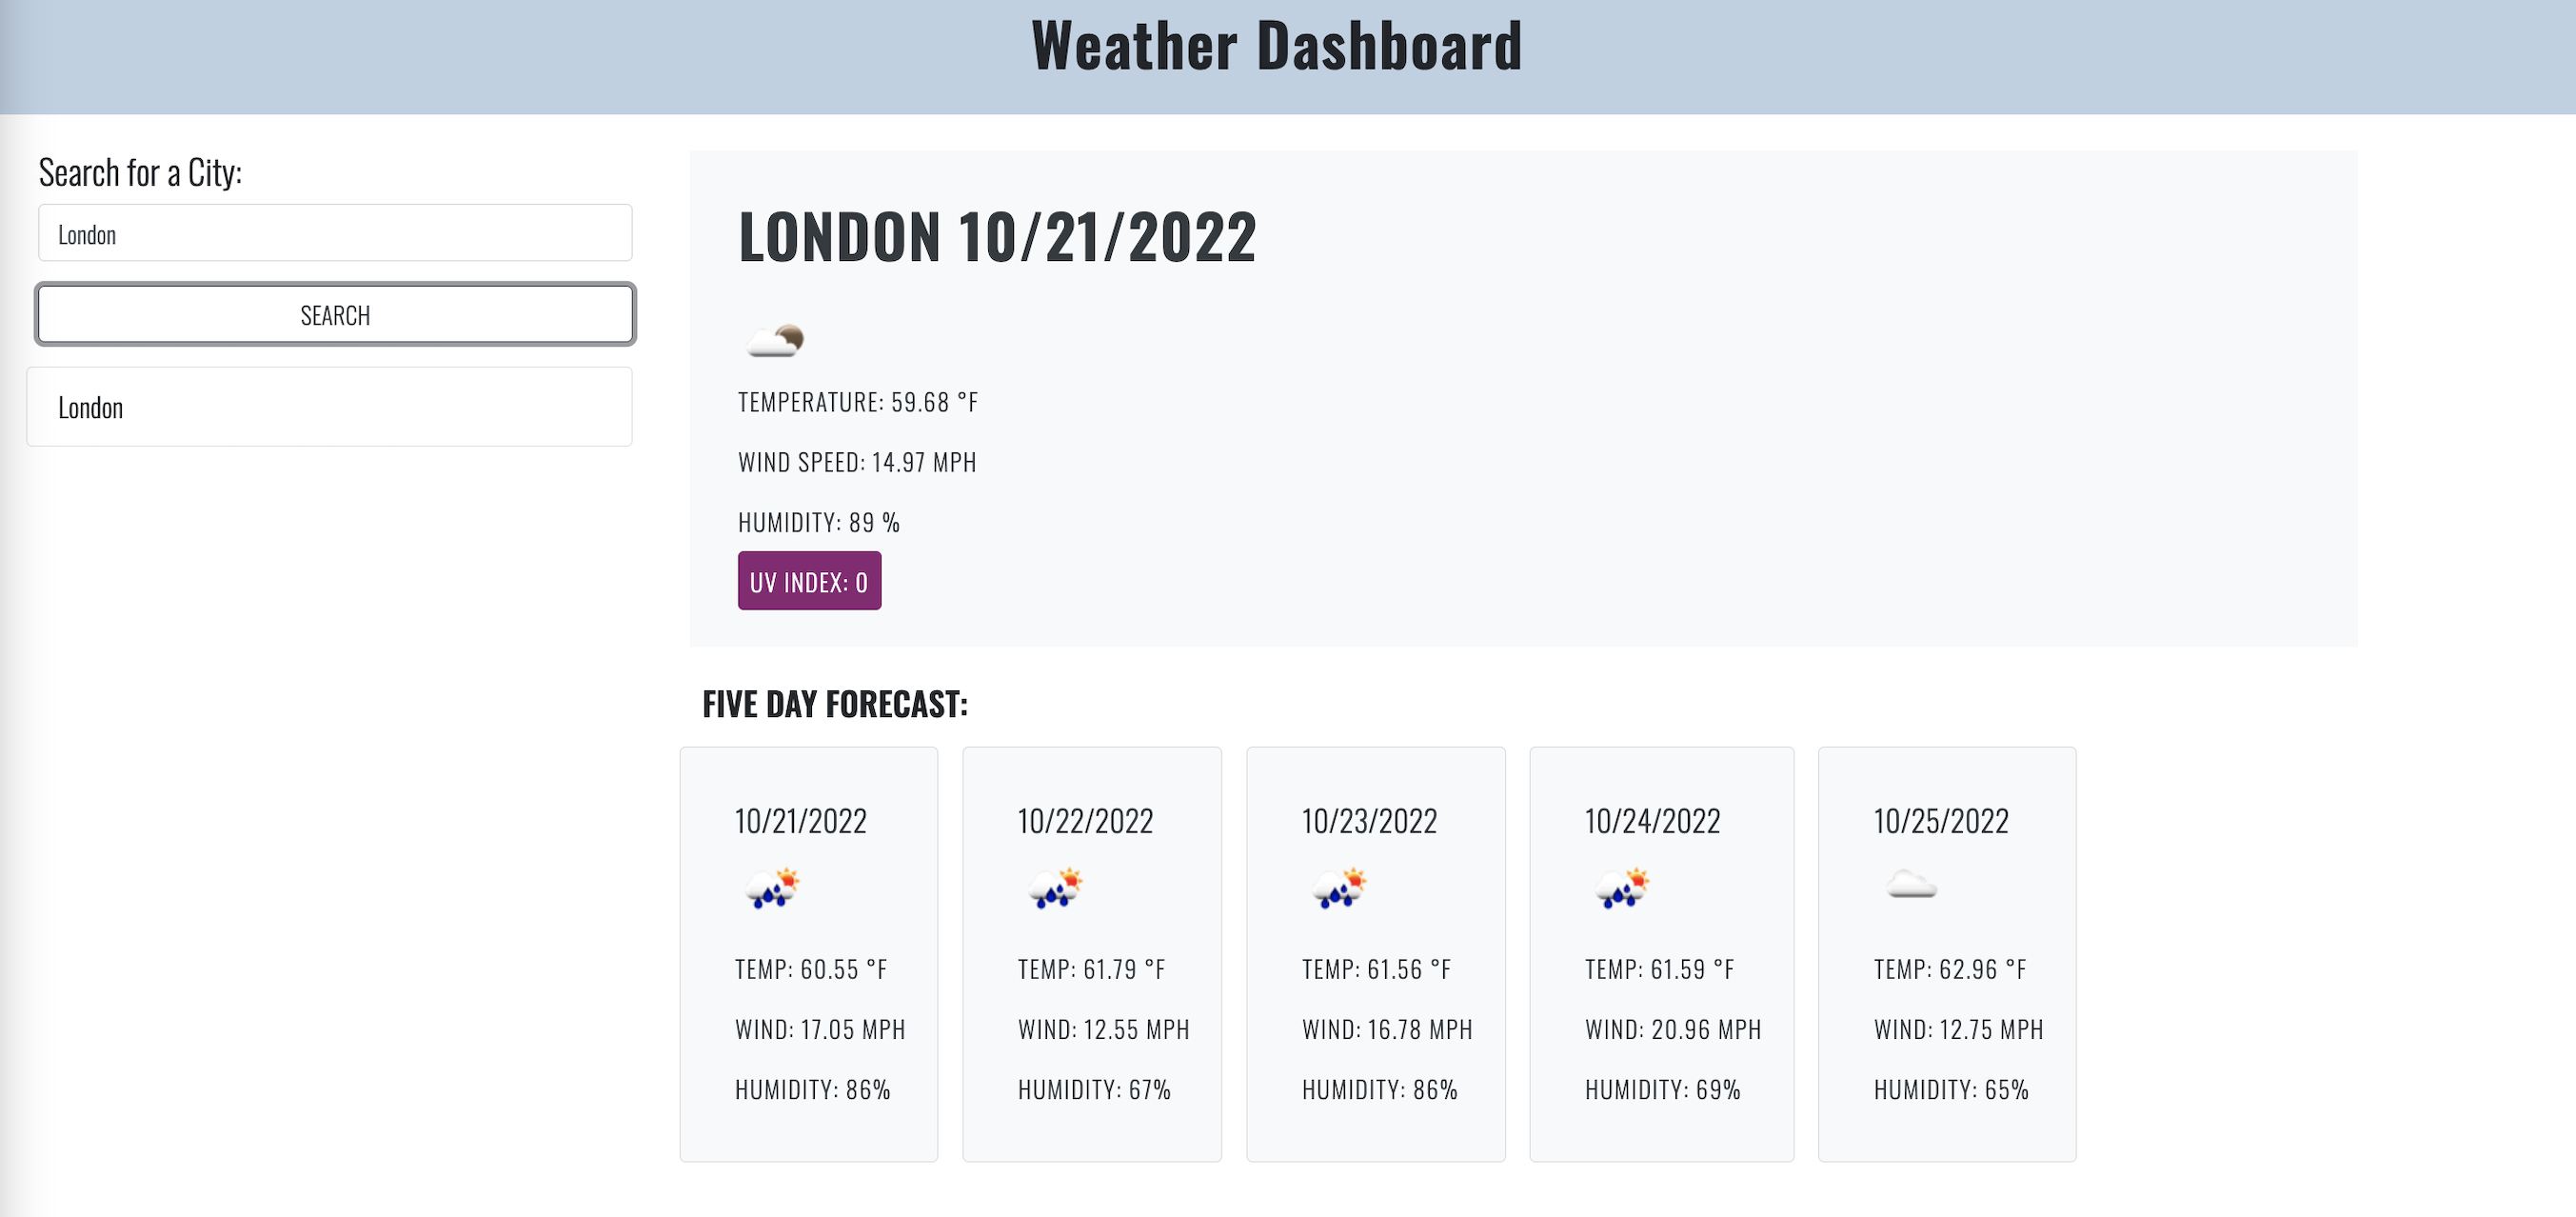 Weather Dashboard
Search for a City:
London
SEARCH
London
LONDON 10/21/2022
TEMPERATURE: 59.68 °F
WIND SPEED: 14.97 MPH
HUMIDITY: 89 %
UV INDEX: 0
FIVE DAY FORECAST:
10/21/2022
TEMP: 60.55 °F
WIND: 17.05 MPH
HUMIDITY: 86%
10/22/2022
TEMP: 61.79 °F
WIND: 12.55 MPH
HUMIDITY: 67%
10/23/2022
TEMP: 61.56 °F
WIND: 16.78 MPH
HUMIDITY: 86%
10/24/2022
TEMP: 61.59 °F
WIND: 20.96 MPH
HUMIDITY: 69%
10/25/2022
TEMP: 62.96 °F
WIND: 12.75 MPH
HUMIDITY: 65%